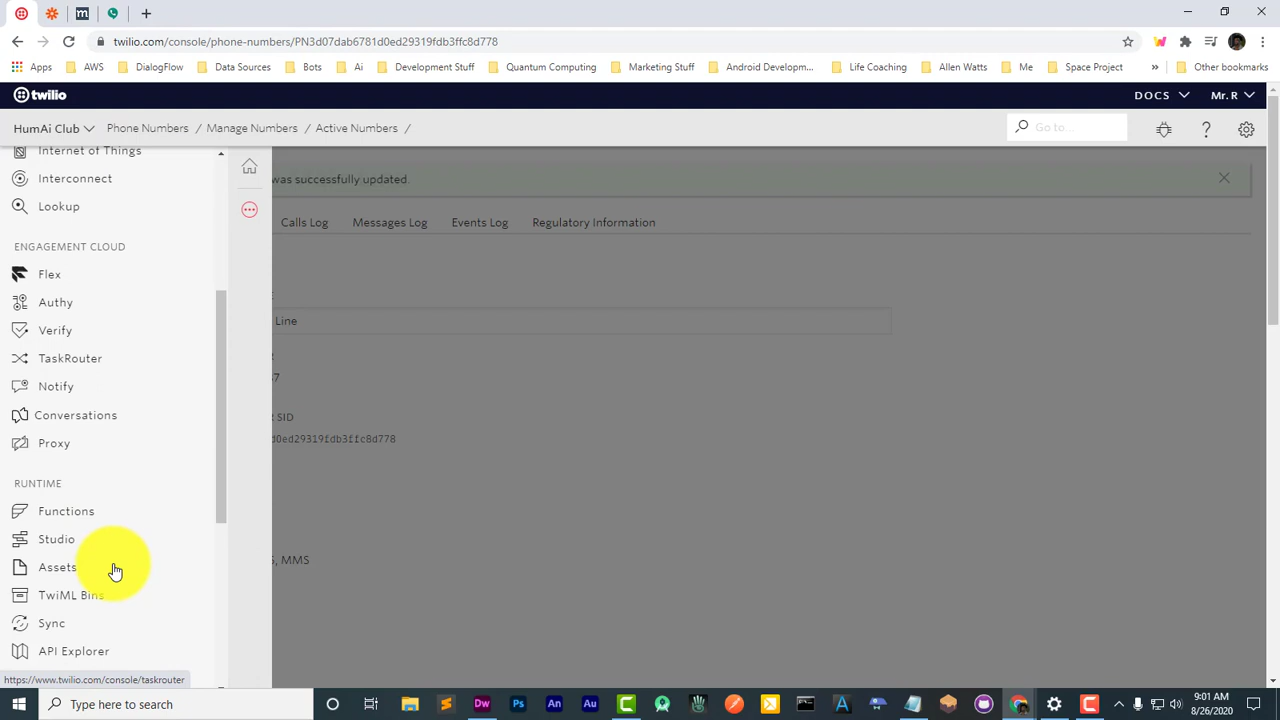 twilio.com/console/phone-numbers/PN3d07dab6781d0ed29319fdb3ffc8d778
Apps AWS DialogFlow Data Sources Bots Ai Development Stuff Quantum Computing Marketing Stuff Android Developm... Life Coaching Allen Watts Me Space Project » Other bookmarks
twilio DOCS Mr. R
HumAi Club Phone Numbers / Manage Numbers / Active Numbers / Go to...
Internet of Things
was successfully updated.
Interconnect
Lookup
Calls Log Messages Log Events Log Regulatory Information
ENGAGEMENT CLOUD
Flex
Authy
Line
Verify
TaskRouter
Notify
Conversations
R SID
d0ed29319fdb3ffc8d778
Proxy
RUNTIME
Functions
Studio
S, MMS
Assets
TwiML Bins
Sync
API Explorer
https://www.twilio.com/console/taskrouter
Type here to search
9:01 AM
8/26/2020